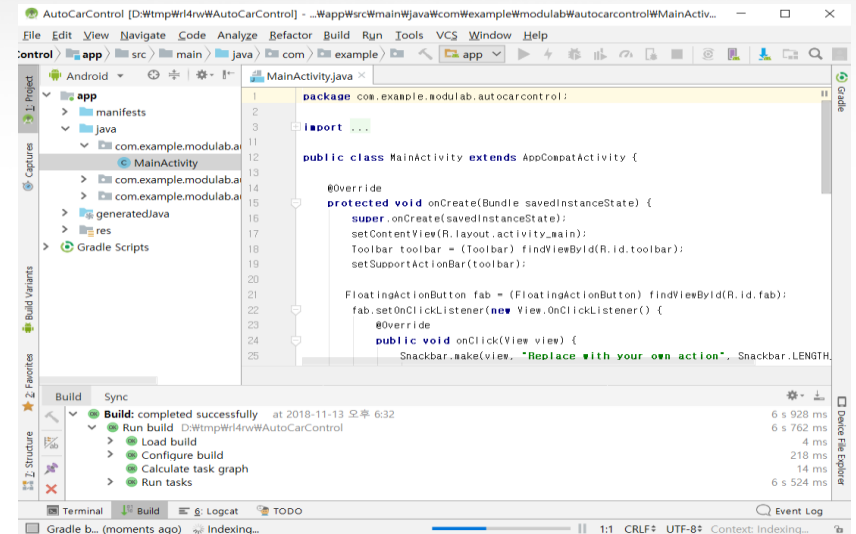 AutoCarControl [D:₩tmp₩rl4rw₩AutoCarControl] - ...₩app₩src₩main₩java₩com₩example₩modulab₩autocarcontrol₩MainActiv...
File Edit View Navigate Code Analyze Refactor Build Run Tools VCS Window Help
ontrol app src main java com example app
1: Project
Captures
Build Variants
2: Favorites
7: Structure
Android
app
manifests
java
com.example.modulab.a
MainActivity
com.example.modulab.a
com.example.modulab.a
generatedJava
res
Gradle Scripts
MainActivity.java
1 package com.example.modulab.autocarcontrol;
2
3 import ...
11
12 public class MainActivity extends AppCompatActivity {
13
14 @Override
15 protected void onCreate(Bundle savedInstanceState) {
16 super.onCreate(savedInstanceState);
17 setContentView(R.layout.activity_main);
18 Toolbar toolbar = (Toolbar) findViewById(R.id.toolbar);
19 setSupportActionBar(toolbar);
20
21 FloatingActionButton fab = (FloatingActionButton) findViewById(R.id.fab);
22 fab.setOnClickListener(new View.OnClickListener() {
23 @Override
24 public void onClick(View view) {
25 Snackbar.make(view, "Replace with your own action", Snackbar.LENGTH_
Gradle
Device File Explorer
Build Sync
Build: completed successfully at 2018-11-13 오후 6:32 6 s 928 ms
Run build D:₩tmp₩rl4rw₩AutoCarControl 6 s 762 ms
Load build 4 ms
Configure build 218 ms
Calculate task graph 14 ms
Run tasks 6 s 524 ms
Terminal Build 6: Logcat TODO Event Log
Gradle b... (moments ago) Indexing... 1:1 CRLF UTF-8 Context: Indexing...